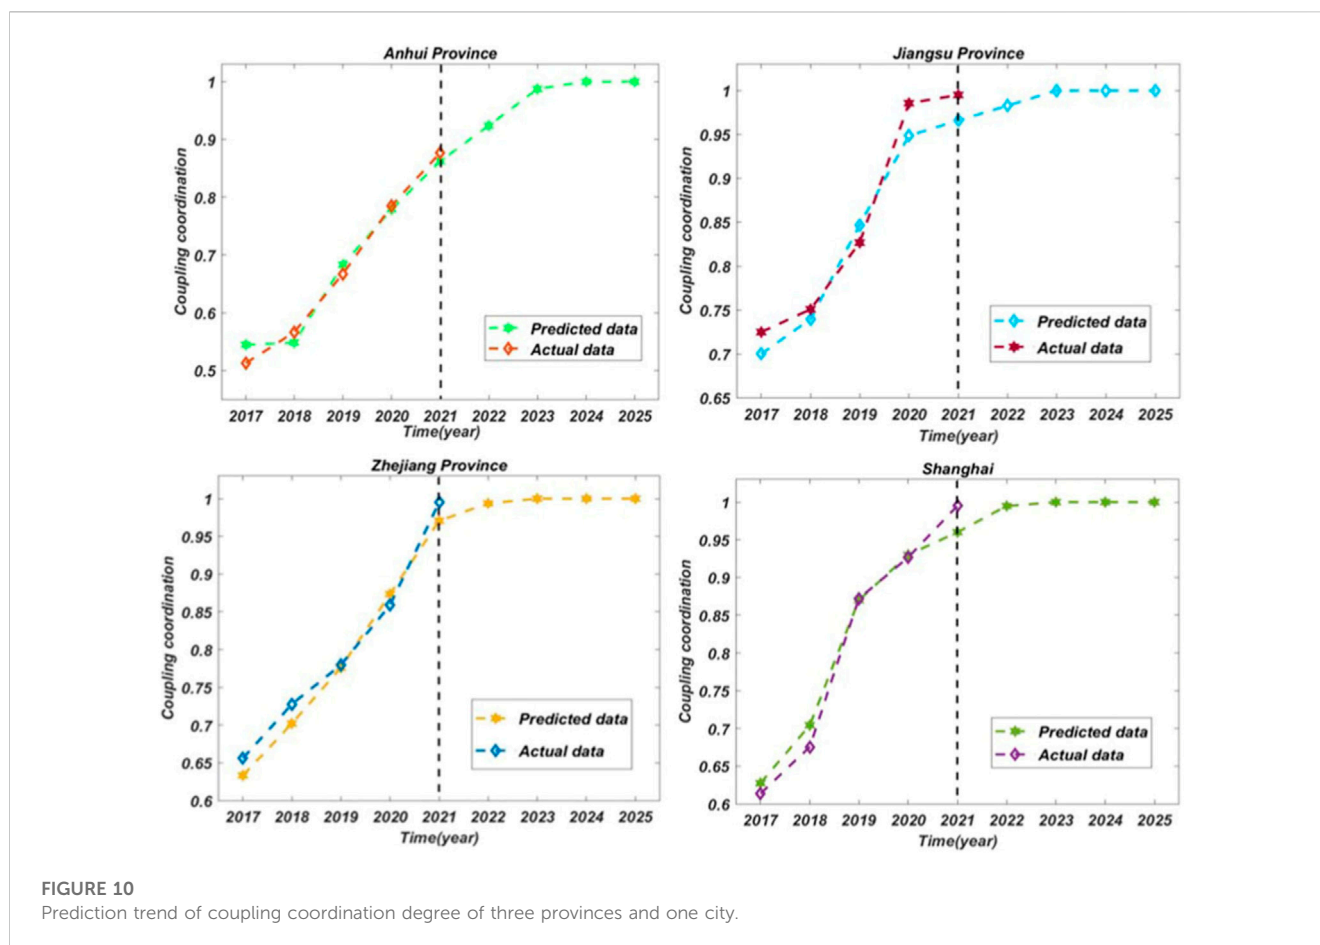 Anhui Province
Coupling coordination
1
0.9
0.8
0.7
0.6
0.5
Predicted data
Actual data
2017 2018 2019 2020 2021 2022 2023 2024 2025
Time(year)
Jiangsu Province
Coupling coordination
1
0.95
0.9
0.85
0.8
0.75
0.7
0.65
Predicted data
Actual data
2017 2018 2019 2020 2021 2022 2023 2024 2025
Time(year)
Zhejiang Province
Coupling coordination
1
0.95
0.9
0.85
0.8
0.75
0.7
0.65
0.6
Predicted data
Actual data
2017 2018 2019 2020 2021 2022 2023 2024 2025
Time(year)
Shanghai
Coupling coordination
1
0.95
0.9
0.85
0.8
0.75
0.7
0.65
0.6
Predicted data
Actual data
2017 2018 2019 2020 2021 2022 2023 2024 2025
Time(year)
FIGURE 10
Prediction trend of coupling coordination degree of three provinces and one city.